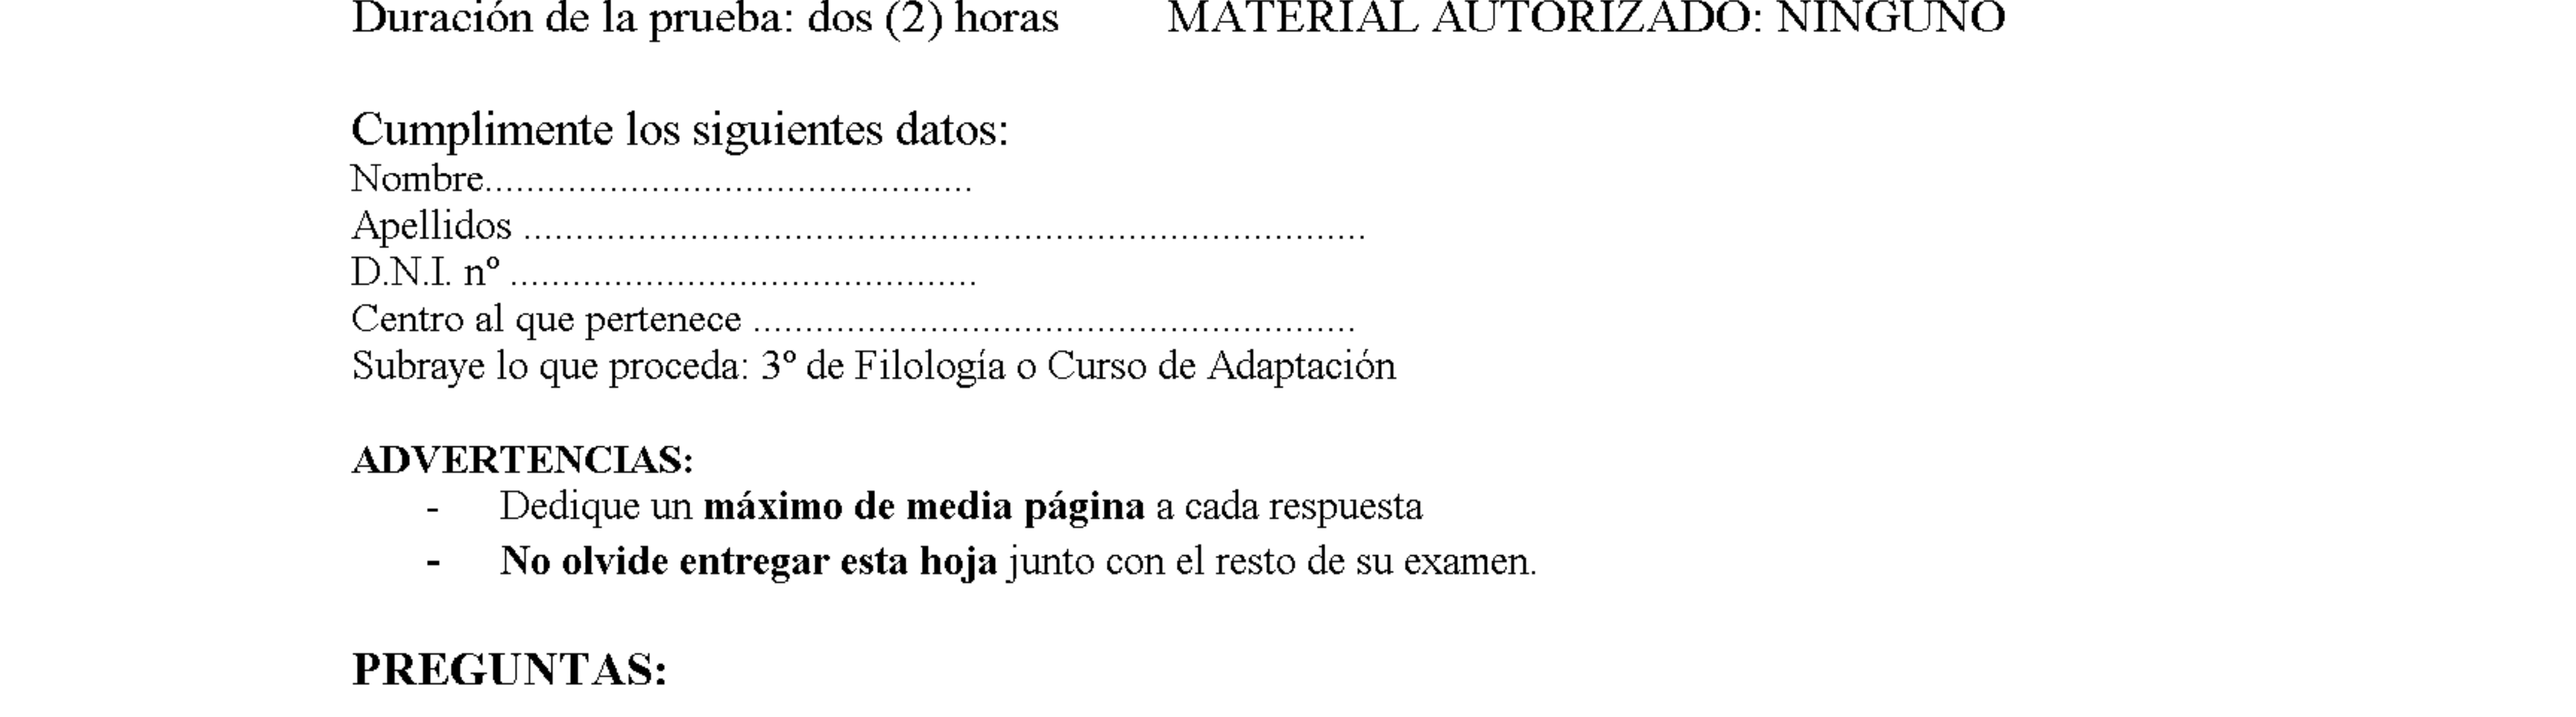 Duración de la prueba: dos (2) horas MATERIAL AUTORIZADO: NINGUNO
Cumplimente los siguientes datos:
Nombre...............................................
Apellidos .................................................................................
D.N.I. nº .............................................
Centro al que pertenece ..........................................................
Subraye lo que proceda: 3º de Filología o Curso de Adaptación
ADVERTENCIAS:
- Dedique un máximo de media página a cada respuesta
- No olvide entregar esta hoja junto con el resto de su examen.
PREGUNTAS: